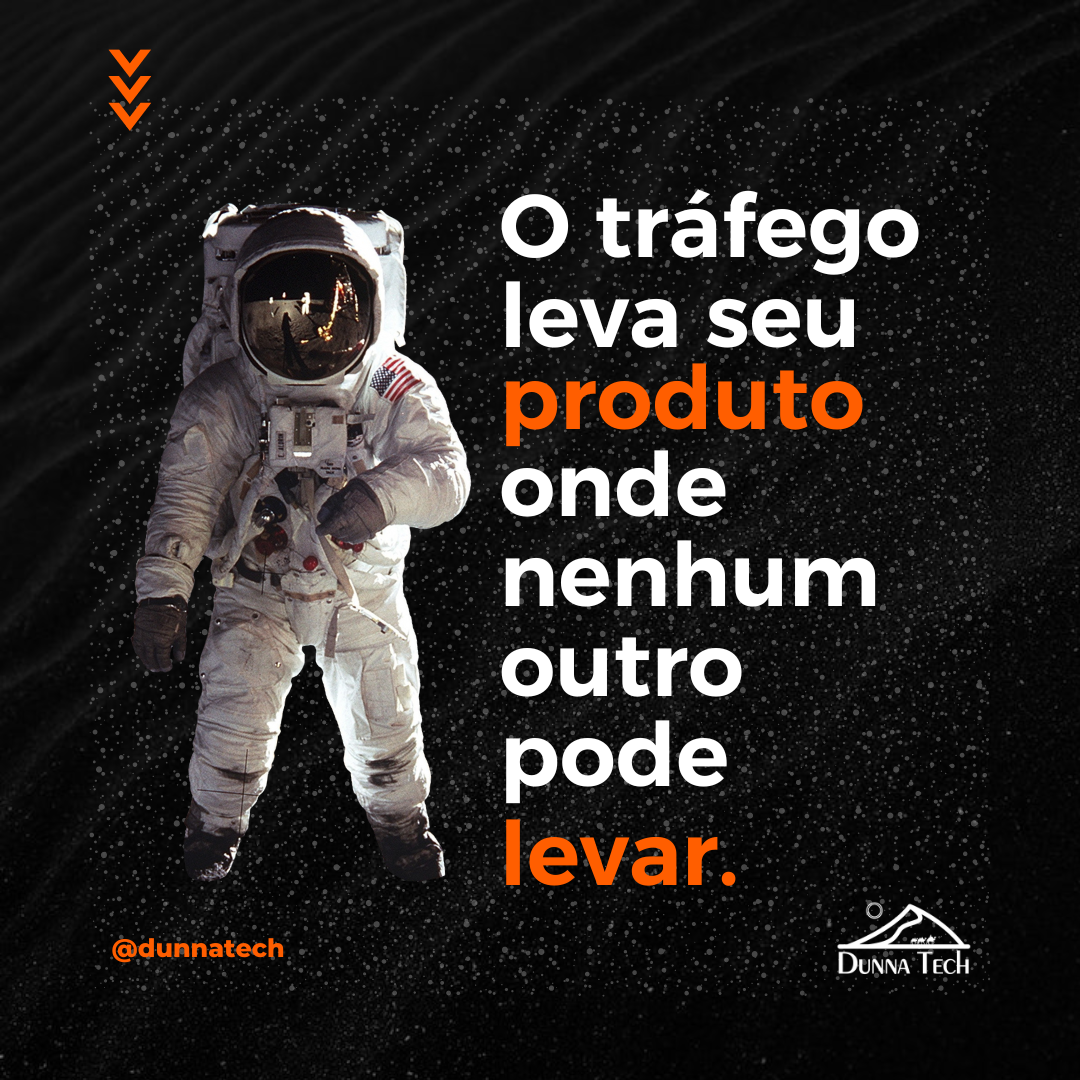 O tráfego
leva seu
produto
onde
nenhum
outro
pode
levar.
@dunnatech
DUNNA TECH